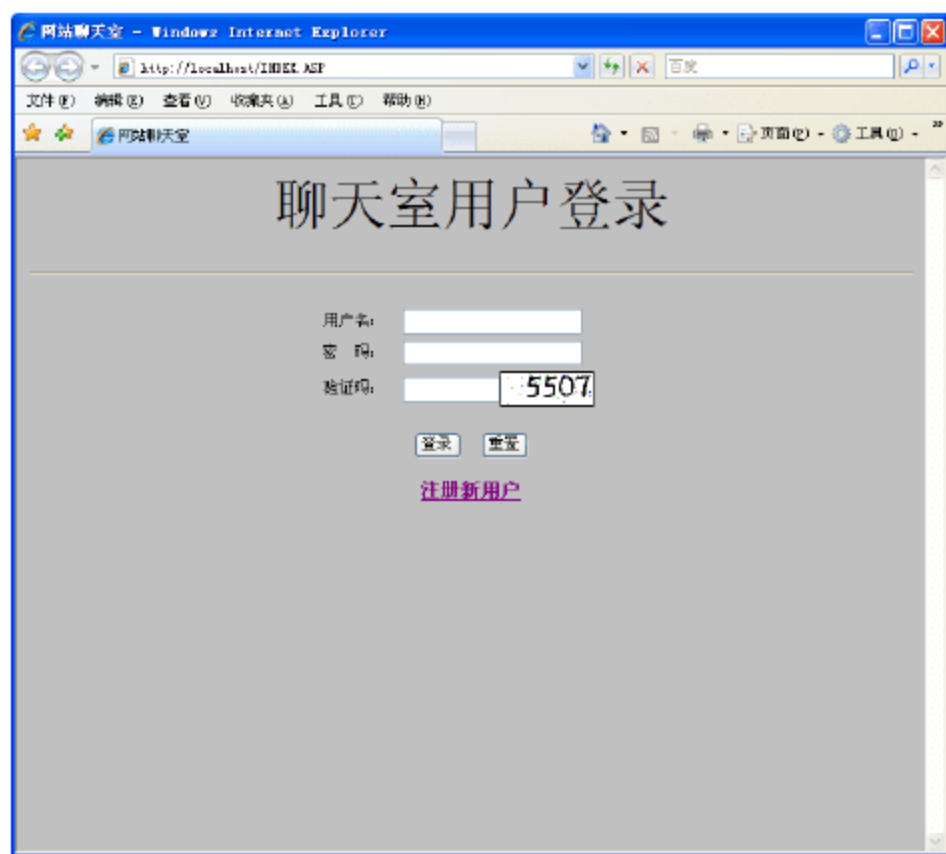 网站聊天室 - Windows Internet Explorer
http://localhost/INDEX.ASP 百度
文件(F) 编辑(E) 查看(V) 收藏夹(A) 工具(T) 帮助(H)
网站聊天室 页面(P) 工具(O)
聊天室用户登录
用户名:
密 码:
验证码: 5507
登录 重置
注册新用户